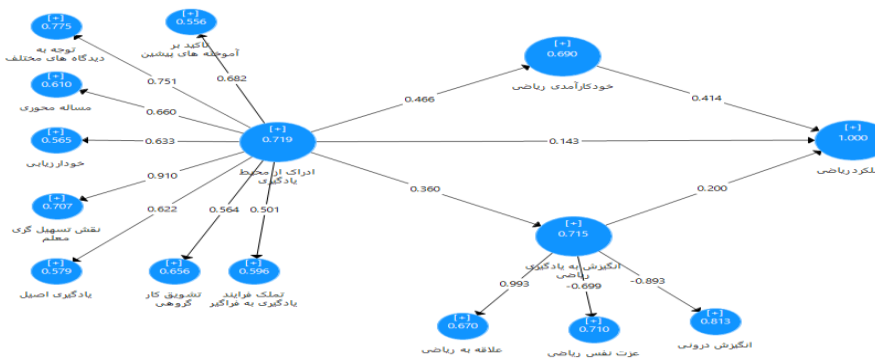 [+]
0.775
توجه به
دیدگاه های مختلف
[+]
0.556
تاکید بر
آموخته های پیشین
[+]
0.610
مساله محوری
[+]
0.565
خودارزیابی
[+]
0.707
نقش تسهیل گری
معلم
[+]
0.579
یادگیری اصیل
[+]
0.656
تشویق کار
گروهی
[+]
0.596
تملک فرایند
یادگیری به فراگیر
0.751
0.682
0.660
0.633
0.910
0.622
0.564
0.501
[+]
0.719
ادراک از محیط
یادگیری
0.466
0.143
0.360
[+]
0.690
خودکارآمدی ریاضی
0.414
[+]
1.000
ملکرد ریاضی
0.200
[+]
0.715
انگیزش به یادگیری
ریاضی
0.993
-0.699
-0.893
[+]
0.670
علاقه به ریاضی
[+]
0.710
عزت نفس ریاضی
[+]
0.813
انگیزش درونی